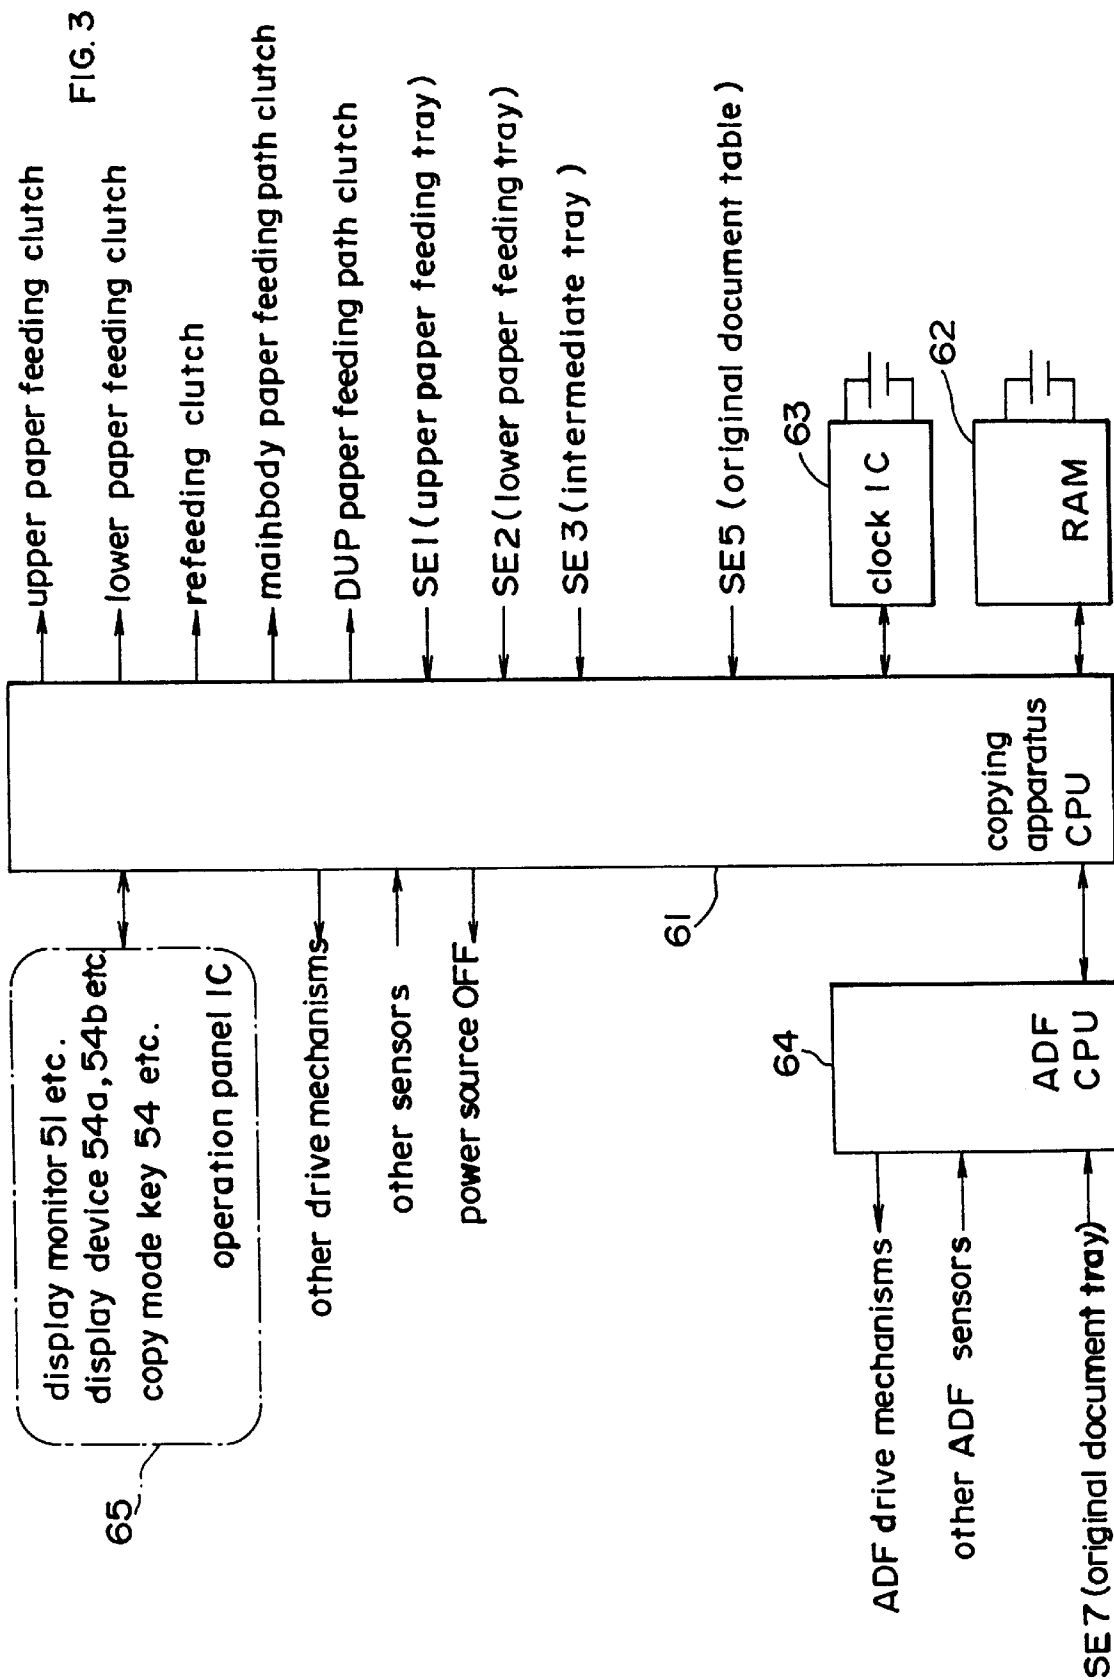 FIG. 3
upper paper feeding clutch
lower paper feeding clutch
refeeding clutch
mainbody paper feeding path clutch
DUP paper feeding path clutch
SE1 (upper paper feeding tray)
SE2 (lower paper feeding tray)
SE3 (intermediate tray)
SE5 (original document table)
63
clock IC
62
RAM
copying
apparatus
CPU
61
display monitor 51 etc.
display device 54a, 54b etc.
copy mode key 54 etc.
operation panel IC
65
other drive mechanisms
other sensors
power source OFF
64
ADF
CPU
ADF drive mechanisms
other ADF sensors
SE7 (original document tray)